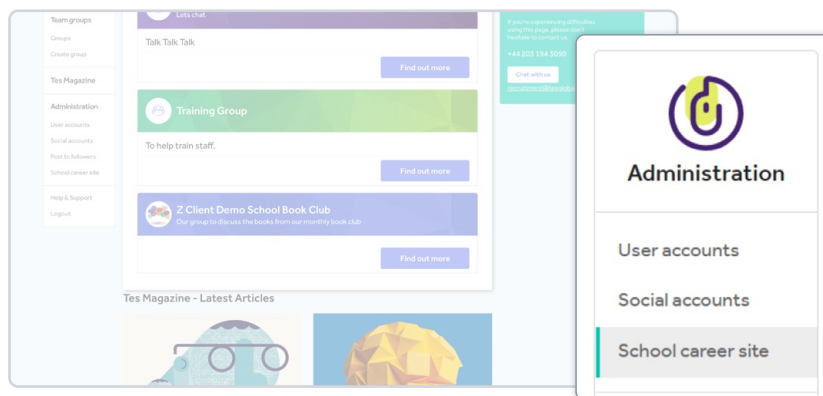 Team groups
Groups
Create group
Tes Magazine
Administration
User accounts
Social accounts
Post to followers
School career site
Help & Support
Logout
Lets chat
Talk Talk Talk
Find out more
Training Group
To help train staff.
Find out more
Z Client Demo School Book Club
Our group to discuss the books from our monthly book club
Find out more
Tes Magazine - Latest Articles
If you're experiencing difficulties
using this page, please don't
hesitate to contact us.
+44 203 194 3050
Chat with us
Administration
User accounts
Social accounts
School career site